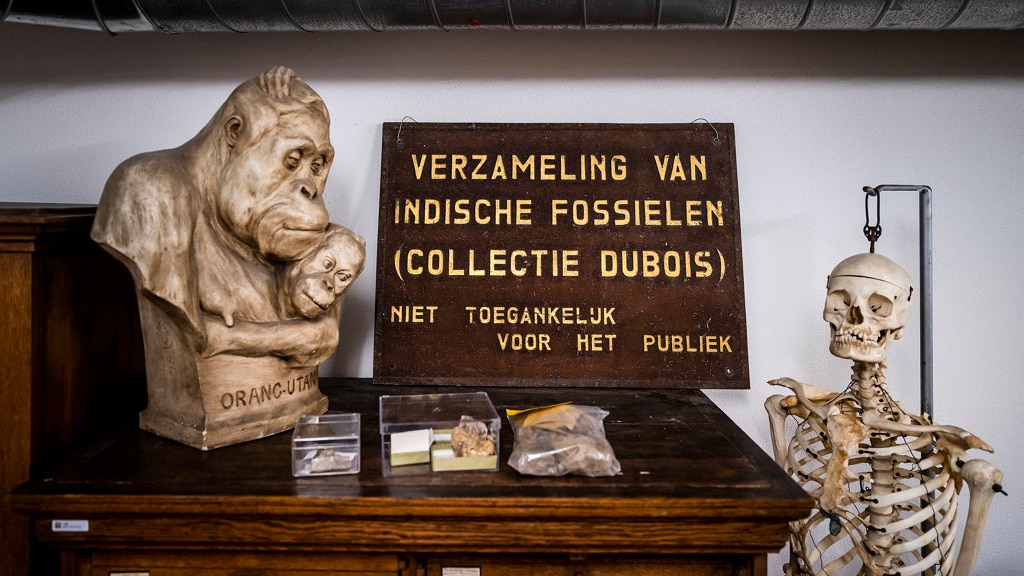 VERZAMELING VAN
INDISCHE FOSSIELEN
(COLLECTIE DUBOIS)
NIET TOEGANKELIJK
VOOR HET PUBLIEK
ORANG-UTAN